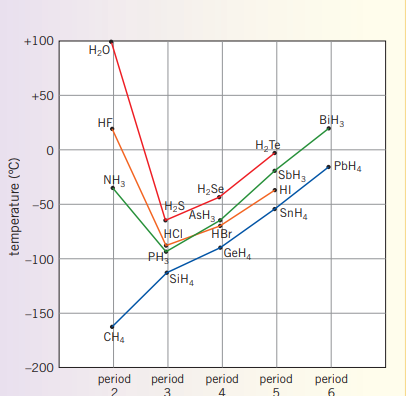 +100
+50
0
−50
−100
−150
−200
temperature (°C)
H₂O
HF
NH₃
CH₄
H₂S
HCl
PH₃
SiH₄
H₂Se
AsH₃
HBr
GeH₄
H₂Te
SbH₃
HI
SnH₄
BiH₃
PbH₄
period
2
period
3
period
4
period
5
period
6